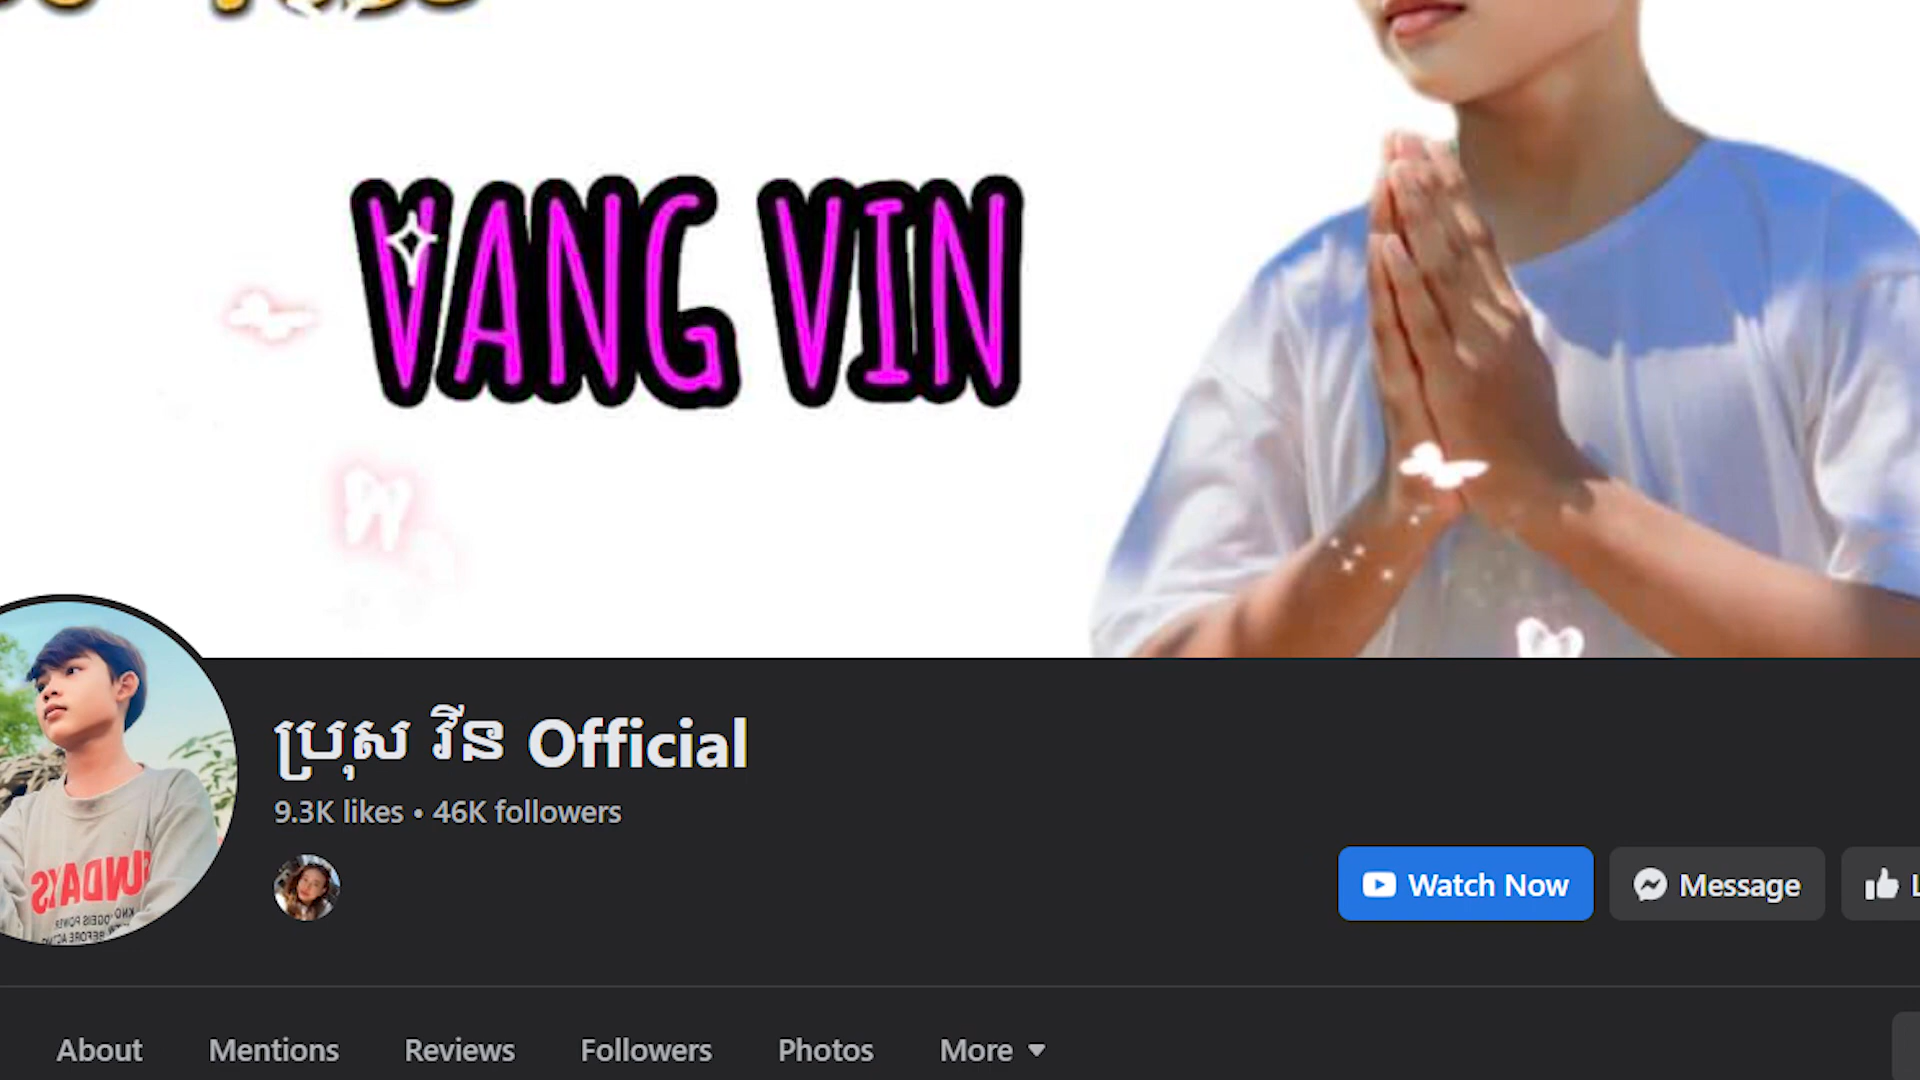 VANG VIN
ប្រុស វីន Official
9.3K likes • 46K followers
Watch Now
Message
About
Mentions
Reviews
Followers
Photos
More